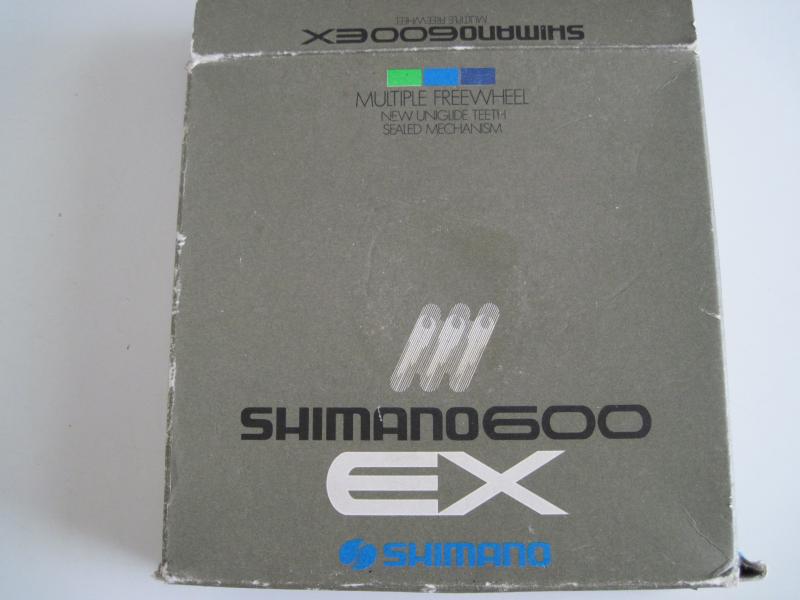 MULTIPLE FREEWHEEL
SHIMANO600EX
MULTIPLE FREEWHEEL
NEW UNIGLIDE TEETH
SEALED MECHANISM
SHIMANO600
EX
SHIMANO